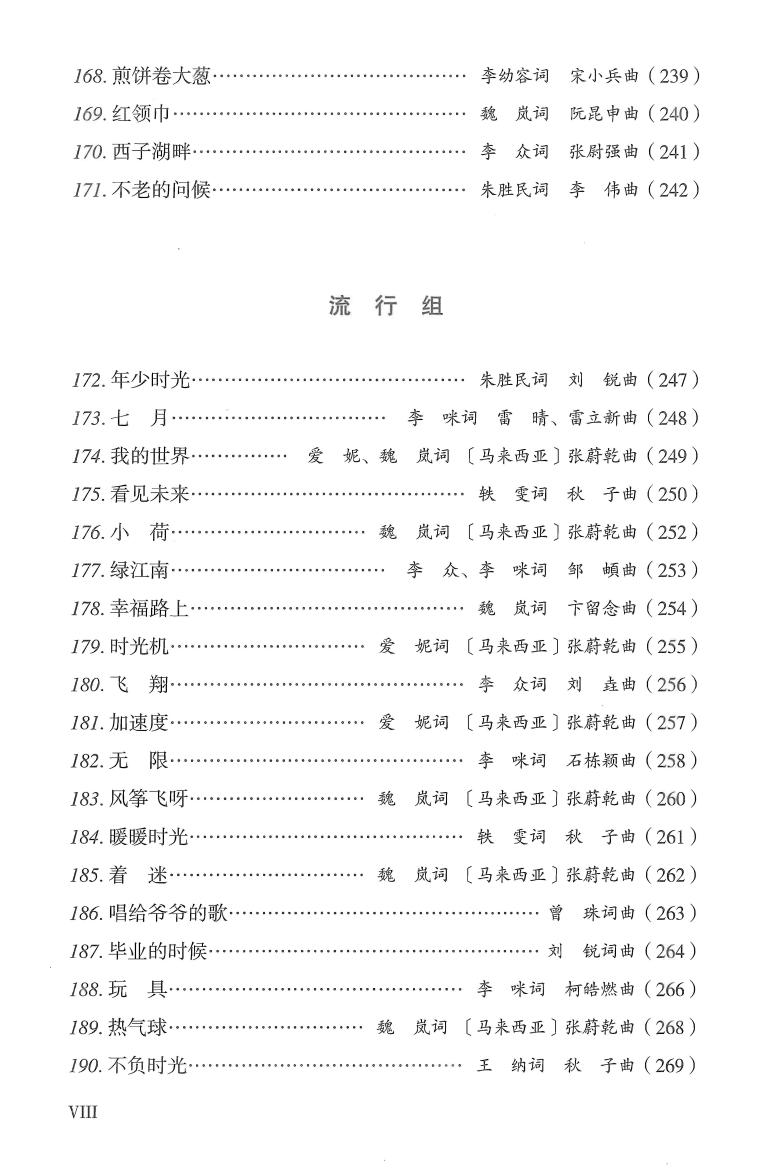 168. 煎饼卷大葱…………………………………… 李幼容词　宋小兵曲（239）
169. 红领巾………………………………………… 魏　岚词　阮昆申曲（240）
170. 西子湖畔……………………………………… 李　众词　张尉强曲（241）
171. 不老的问候…………………………………… 朱胜民词　李　伟曲（242）
流 行 组
172. 年少时光……………………………………… 朱胜民词　刘　锐曲（247）
173. 七　月……………………………… 李　咪词　雷　晴、雷立新曲（248）
174. 我的世界…………… 爱　妮、魏　岚词　〔马来西亚〕张蔚乾曲（249）
175. 看见未来……………………………………… 轶　雯词　秋　子曲（250）
176. 小　荷………………………… 魏　岚词　〔马来西亚〕张蔚乾曲（252）
177. 绿江南……………………………… 李　众、李　咪词　邹　頔曲（253）
178. 幸福路上……………………………………… 魏　岚词　卞留念曲（254）
179. 时光机………………………… 爱　妮词　〔马来西亚〕张蔚乾曲（255）
180. 飞　翔………………………………………… 李　众词　刘　垚曲（256）
181. 加速度………………………… 爱　妮词　〔马来西亚〕张蔚乾曲（257）
182. 无　限………………………………………… 李　咪词　石栋颖曲（258）
183. 风筝飞呀……………………… 魏　岚词　〔马来西亚〕张蔚乾曲（260）
184. 暖暖时光……………………………………… 轶　雯词　秋　子曲（261）
185. 着　迷………………………… 魏　岚词　〔马来西亚〕张蔚乾曲（262）
186. 唱给爷爷的歌………………………………………… 曾　珠词曲（263）
187. 毕业的时候…………………………………………… 刘　锐词曲（264）
188. 玩　具………………………………………… 李　咪词　柯皓燃曲（266）
189. 热气球………………………… 魏　岚词　〔马来西亚〕张蔚乾曲（268）
190. 不负时光……………………………………… 王　纳词　秋　子曲（269）
VIII